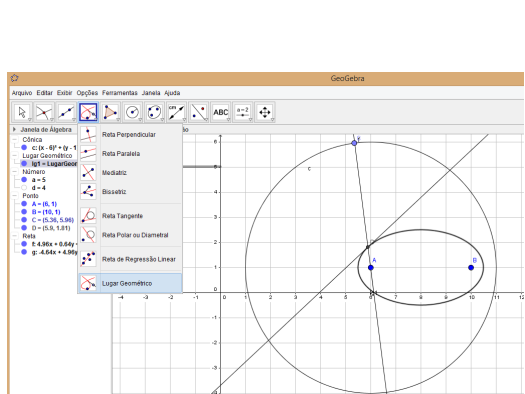 GeoGebra
Arquivo Editar Exibir Opções Ferramentas Janela Ajuda
ABC a=2
Janela de Álgebra
Cônica
c: (x - 6)² + (y - 1
Lugar Geométrico
lg1 = LugarGeor
Número
a = 5
d = 4
Ponto
A = (6, 1)
B = (10, 1)
C = (5.36, 5.96)
D = (5.9, 1.81)
Reta
f: 4.96x + 0.64y
g: -4.64x + 4.96y
Reta Perpendicular
Reta Paralela
Mediatriz
Bissetriz
Reta Tangente
Reta Polar ou Diametral
Reta de Regressão Linear
Lugar Geométrico
6
5
4
3
2
1
0
-1
-2
-3
-4 -3 -2 -1 0 1 2 3 4 5 6 7 8 9 10 11 12
c
A
B